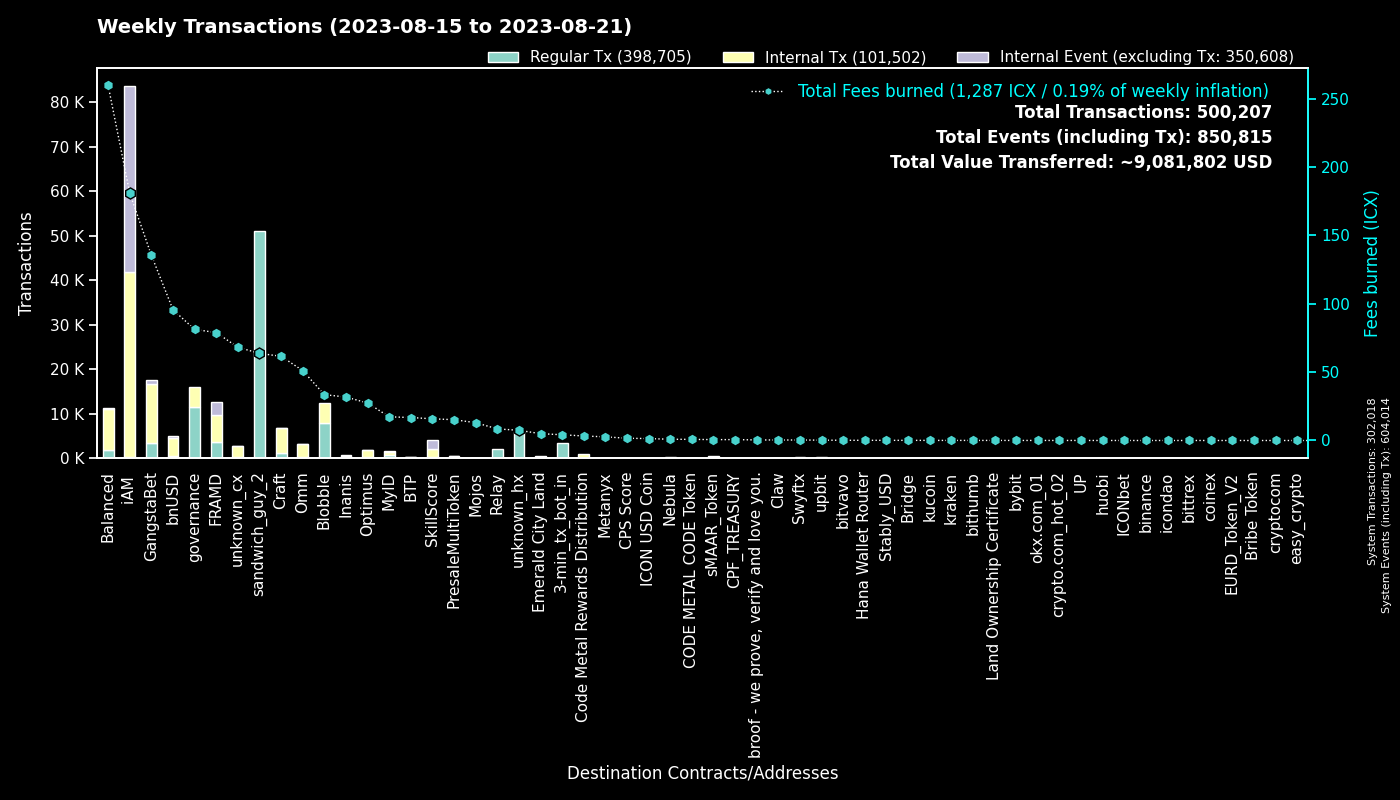 Weekly Transactions (2023-08-15 to 2023-08-21)
Regular Tx (398,705)
Internal Tx (101,502)
Internal Event (excluding Tx: 350,608)
Total Fees burned (1,287 ICX / 0.19% of weekly inflation)
Total Transactions: 500,207
Total Events (including Tx): 850,815
Total Value Transferred: ~9,081,802 USD
Transactions
80 K
70 K
60 K
50 K
40 K
30 K
20 K
10 K
0 K
250
200
150
100
50
0
Fees burned (ICX)
System Transactions: 302,018
System Events (including Tx): 604,014
Balanced
iAM
GangstaBet
bnUSD
governance
FRAMD
unknown_cx
sandwich_guy_2
Craft
Omm
Blobble
Inanis
Optimus
MyID
BTP
SkillScore
PresaleMultiToken
Mojos
Relay
unknown_hx
Emerald City Land
3-min_tx_bot_in
Code Metal Rewards Distribution
Metanyx
CPS Score
ICON USD Coin
Nebula
CODE METAL CODE Token
sMAAR_Token
CPF_TREASURY
broof - we prove, verify and love you.
Claw
Swyftx
upbit
bitvavo
Hana Wallet Router
Stably_USD
Bridge
kucoin
kraken
bithumb
Land Ownership Certificate
bybit
okx.com_01
crypto.com_hot_02
UP
huobi
ICONbet
binance
icondao
bittrex
coinex
EURD_Token_V2
Bribe Token
cryptocom
easy_crypto
Destination Contracts/Addresses